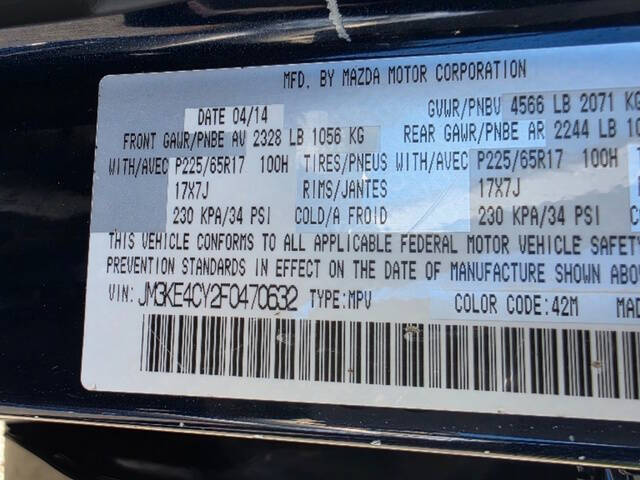 MFD. BY MAZDA MOTOR CORPORATION
DATE 04/14 GVWR/PNBV 4566 LB 2071 KG
FRONT GAWR/PNBE AV 2328 LB 1056 KG REAR GAWR/PNBE AR 2244 LB
WITH/AVEC P225/65R17 100H TIRES/PNEUS WITH/AVEC P225/65R17 100H
17X7J RIMS/JANTES 17X7J
230 KPA/34 PSI COLD/A FROID 230 KPA/34 PSI
THIS VEHICLE CONFORMS TO ALL APPLICABLE FEDERAL MOTOR VEHICLE SAFETY
PREVENTION STANDARDS IN EFFECT ON THE DATE OF MANUFACTURE SHOWN ABOV
VIN: JM3KE4CY2F0470632 TYPE:MPV COLOR CODE:42M MAD